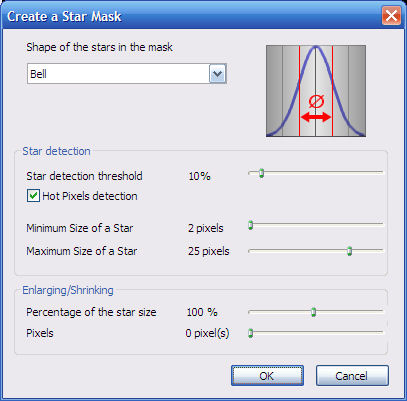 Create a Star Mask
Shape of the stars in the mask
Bell
Ø
Star detection
Star detection threshold 10%
Hot Pixels detection
Minimum Size of a Star 2 pixels
Maximum Size of a Star 25 pixels
Enlarging/Shrinking
Percentage of the star size 100 %
Pixels 0 pixel(s)
OK Cancel